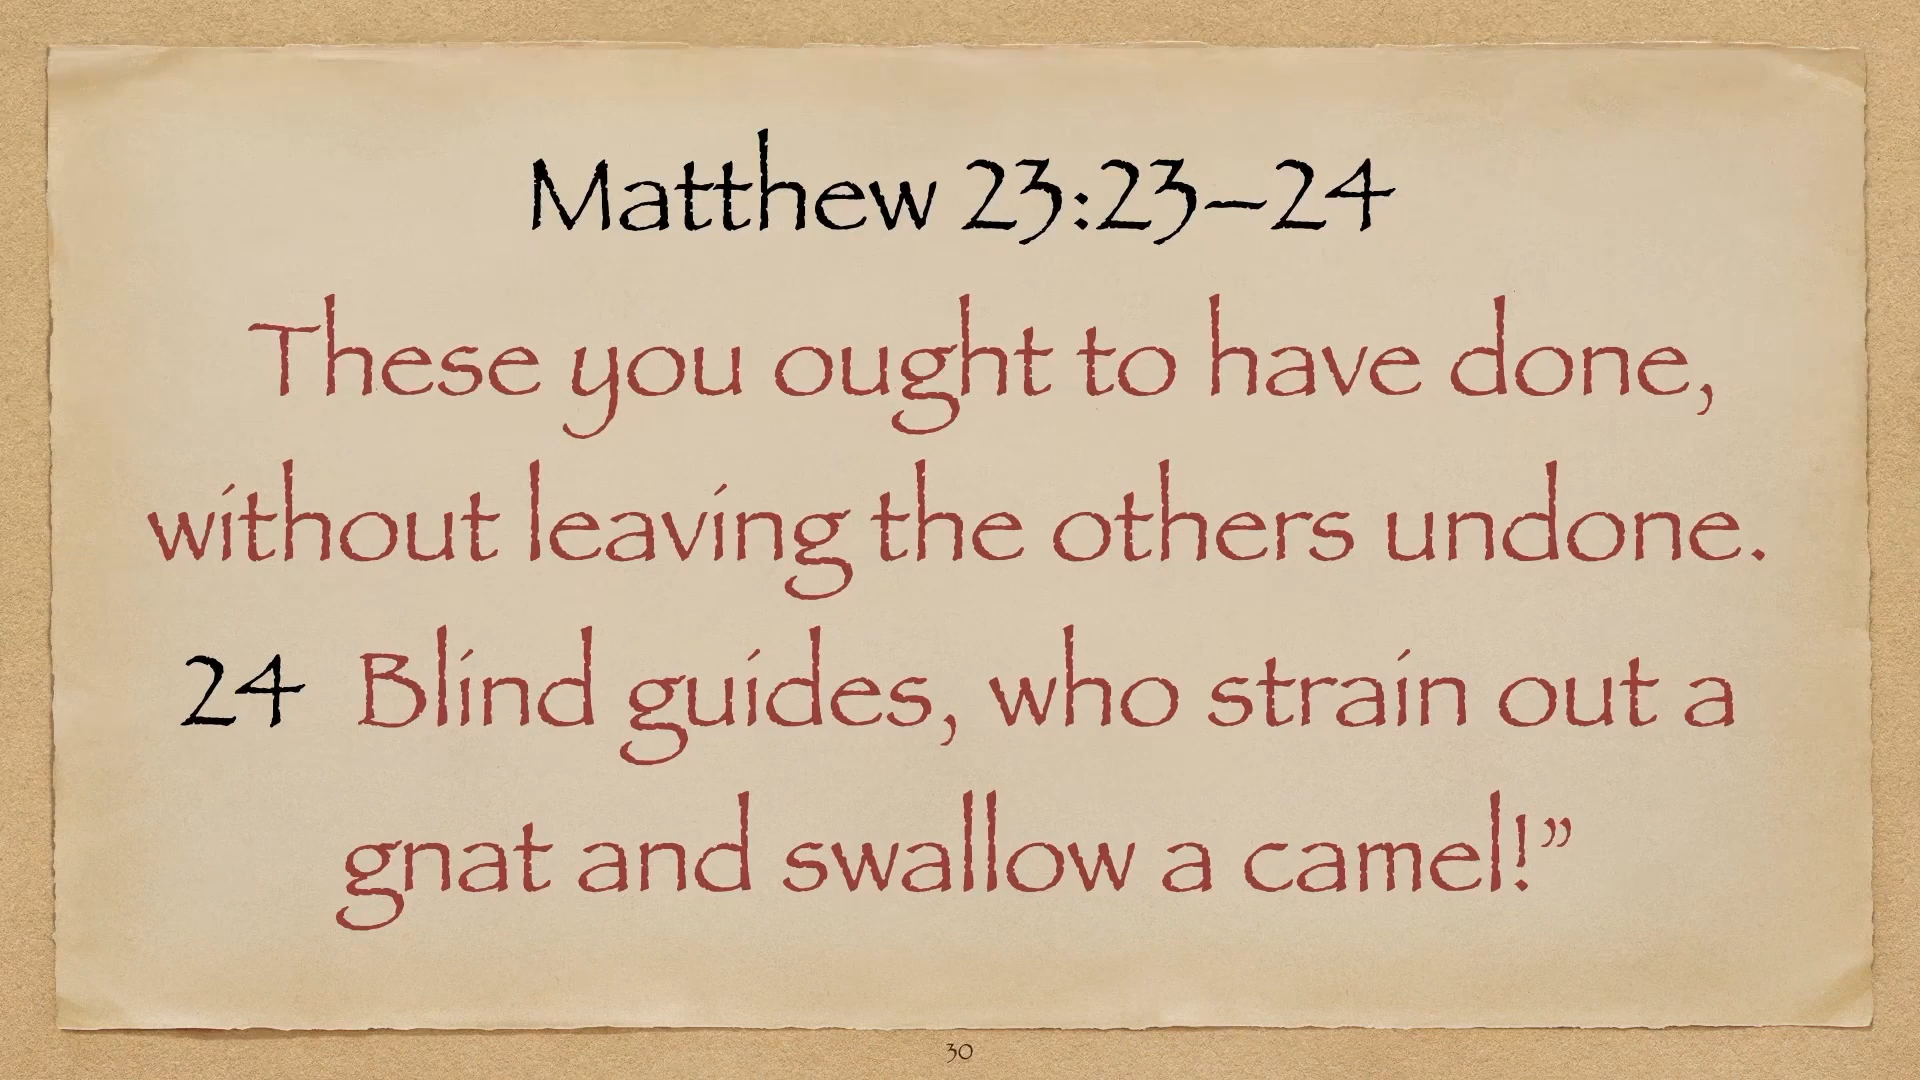 Matthew 23:23–24
These you ought to have done,
without leaving the others undone.
24 Blind guides, who strain out a
gnat and swallow a camel!”
30